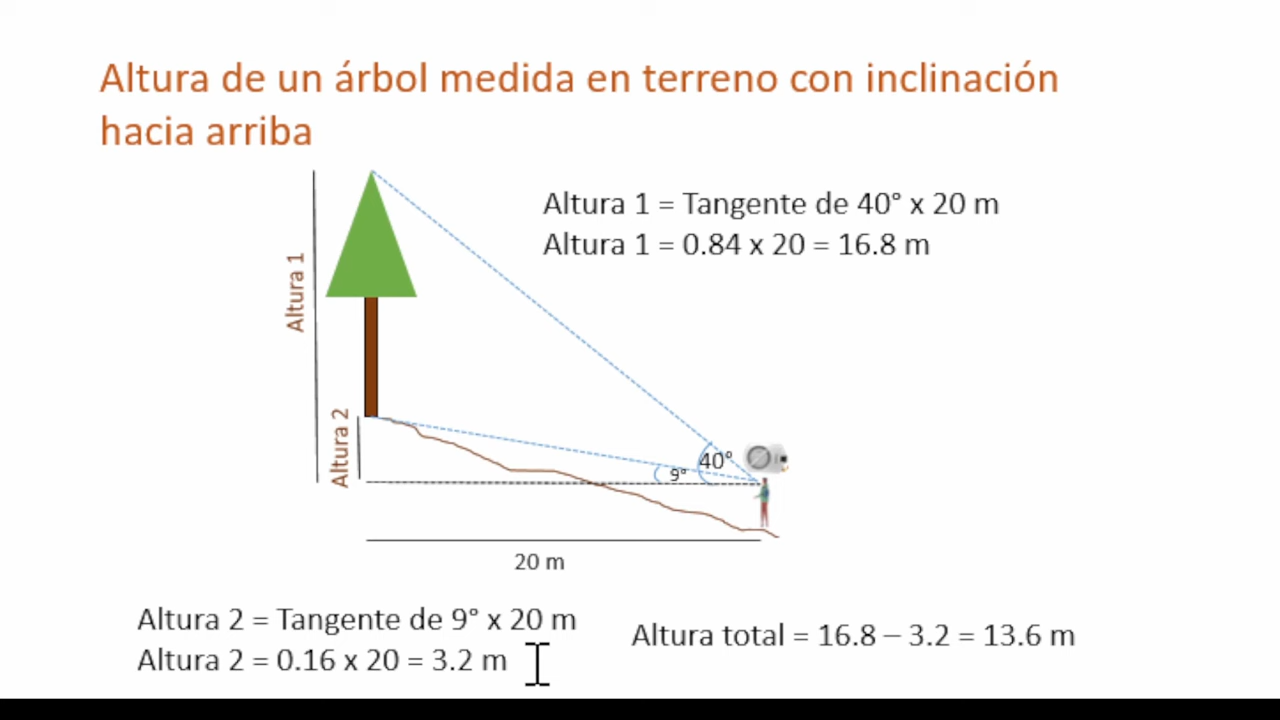 Altura de un árbol medida en terreno con inclinación
hacia arriba
Altura 1 = Tangente de 40° x 20 m
Altura 1 = 0.84 x 20 = 16.8 m
Altura 1
Altura 2
40°
9°
20 m
Altura 2 = Tangente de 9° x 20 m
Altura 2 = 0.16 x 20 = 3.2 m
Altura total = 16.8 – 3.2 = 13.6 m